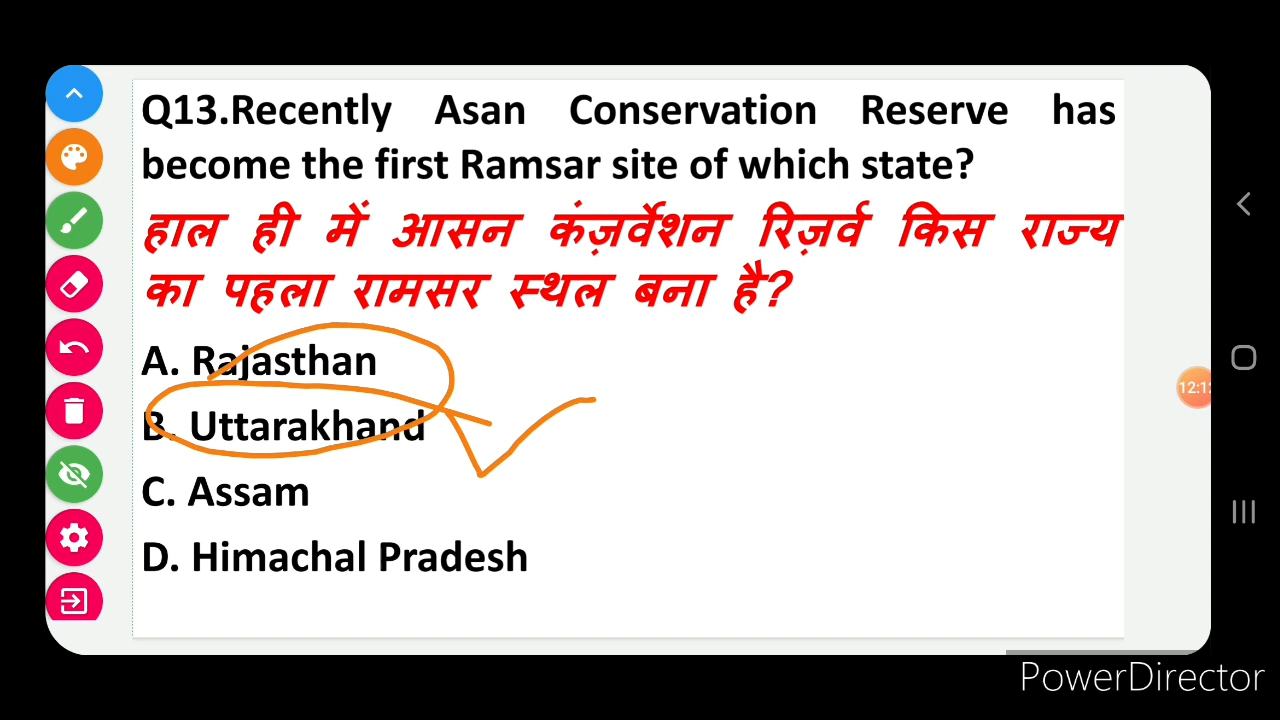 Q13.Recently Asan Conservation Reserve has
become the first Ramsar site of which state?
हाल ही में आसन कंज़र्वेशन रिज़र्व किस राज्य
का पहला रामसर स्थल बना है?
A. Rajasthan
B. Uttarakhand
C. Assam
D. Himachal Pradesh
PowerDirector